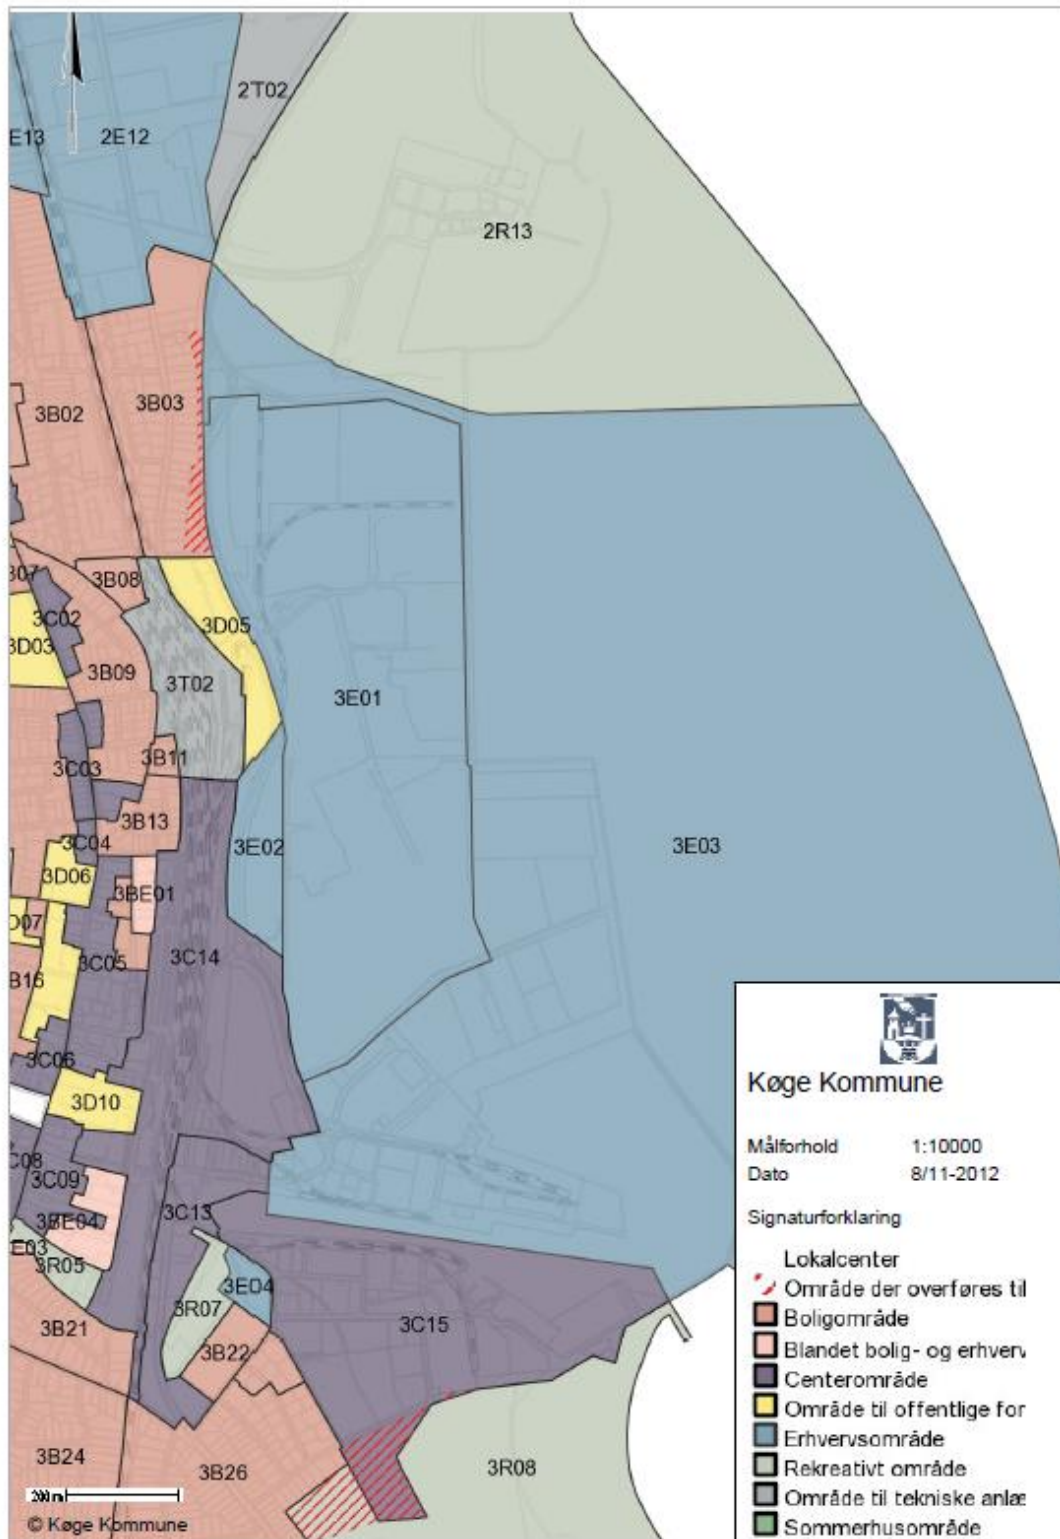 2T02
E13
2E12
2R13
3B02
3B03
3B08
3C02
3D05
3D03
3B09
3T02
3E01
3B11
3C03
3B13
3C04
3E02
3E03
3D06
3BE01
3C05
3C14
B16
3C06
3D10
3C09
3C13
3BE04
3R05
3E04
3R07
3C15
3B21
3B22
3B24
3B26
3R08
200 m
© Køge Kommune
Køge Kommune
Målforhold 1:10000
Dato 8/11-2012
Signaturforklaring
Lokalcenter
Område der overføres til
Boligområde
Blandet bolig- og erhverv
Centerområde
Område til offentlige for
Erhvervsområde
Rekreativt område
Område til tekniske anlæ
Sommerhusområde